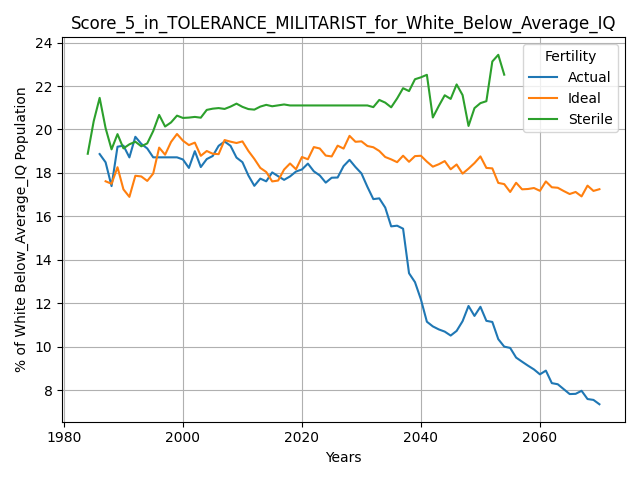 Score_5_in_TOLERANCE_MILITARIST_for_White_Below_Average_IQ
% of White Below_Average_IQ Population
24
22
20
18
16
14
12
10
8
Fertility
Actual
Ideal
Sterile
1980
2000
2020
2040
2060
Years